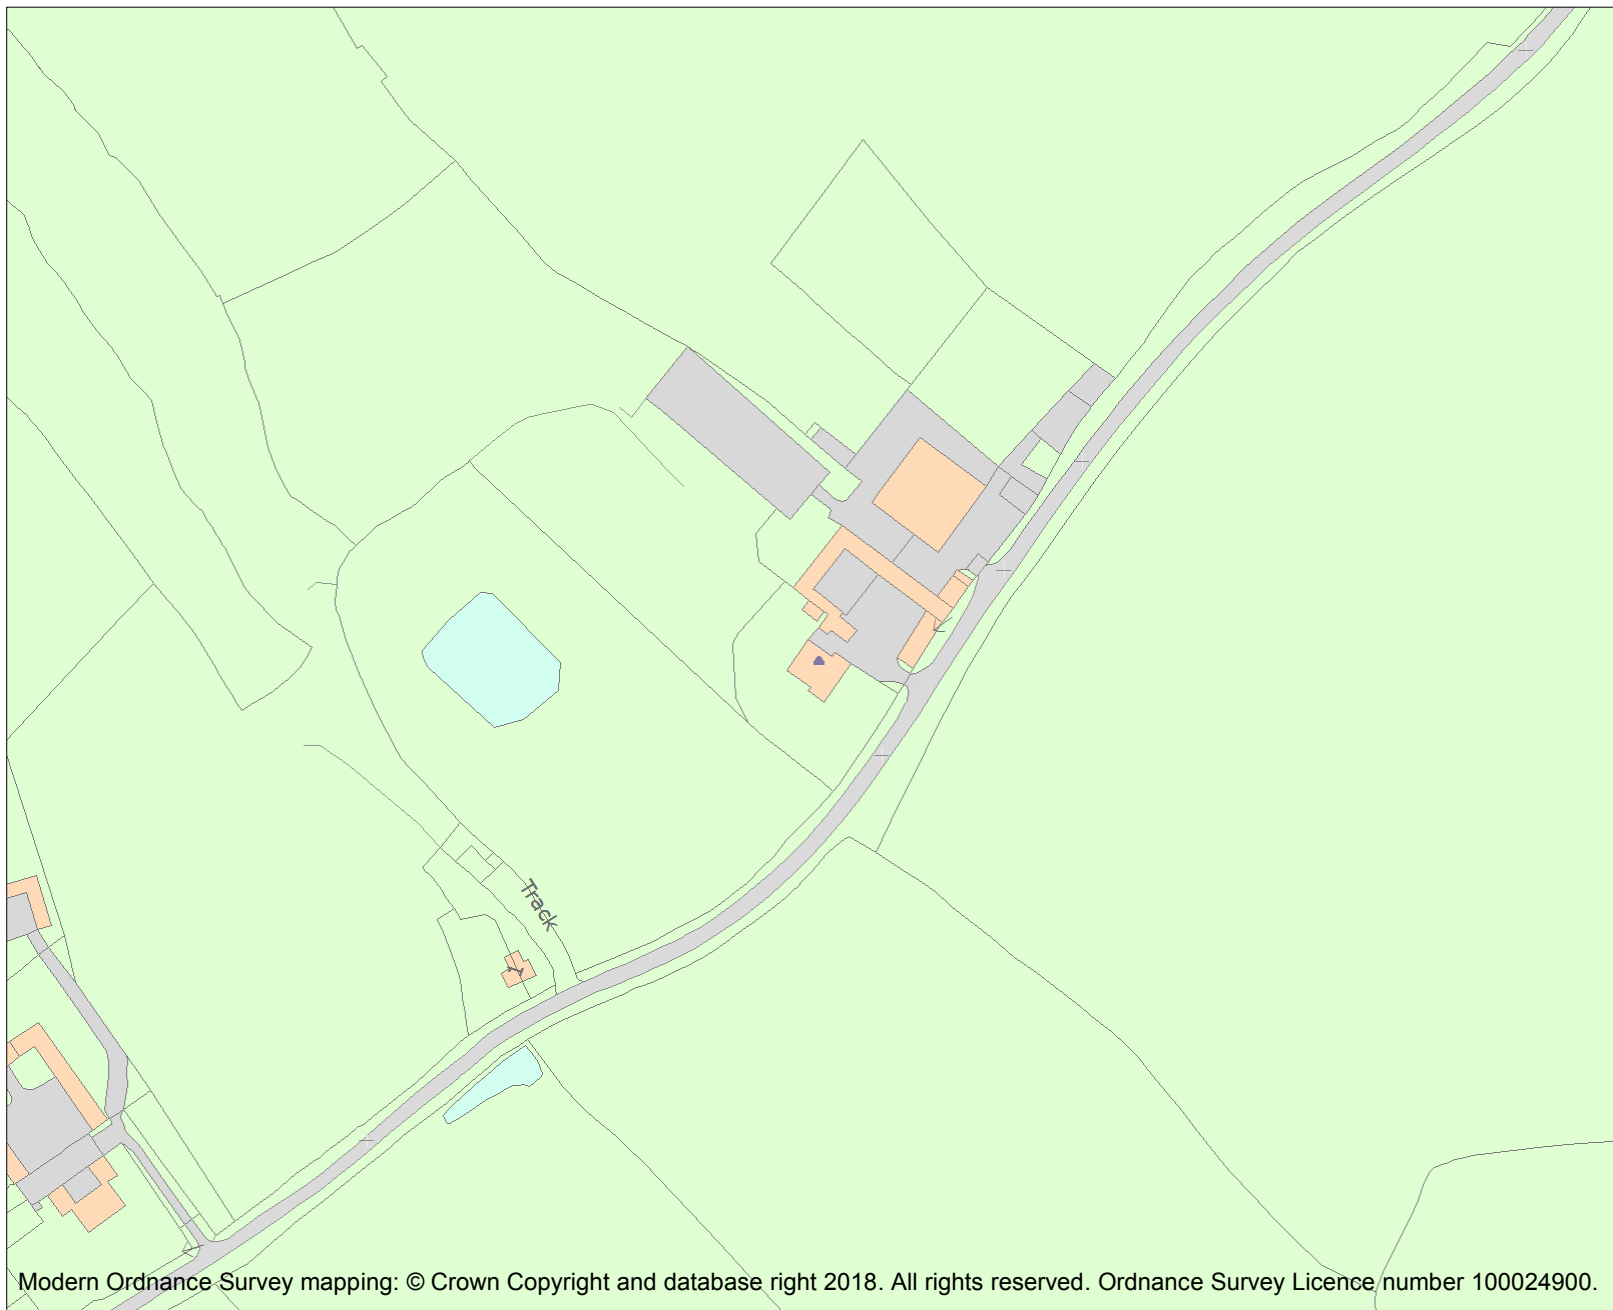 Track
1
Modern Ordnance Survey mapping: © Crown Copyright and database right 2018. All rights reserved. Ordnance Survey Licence number 100024900.